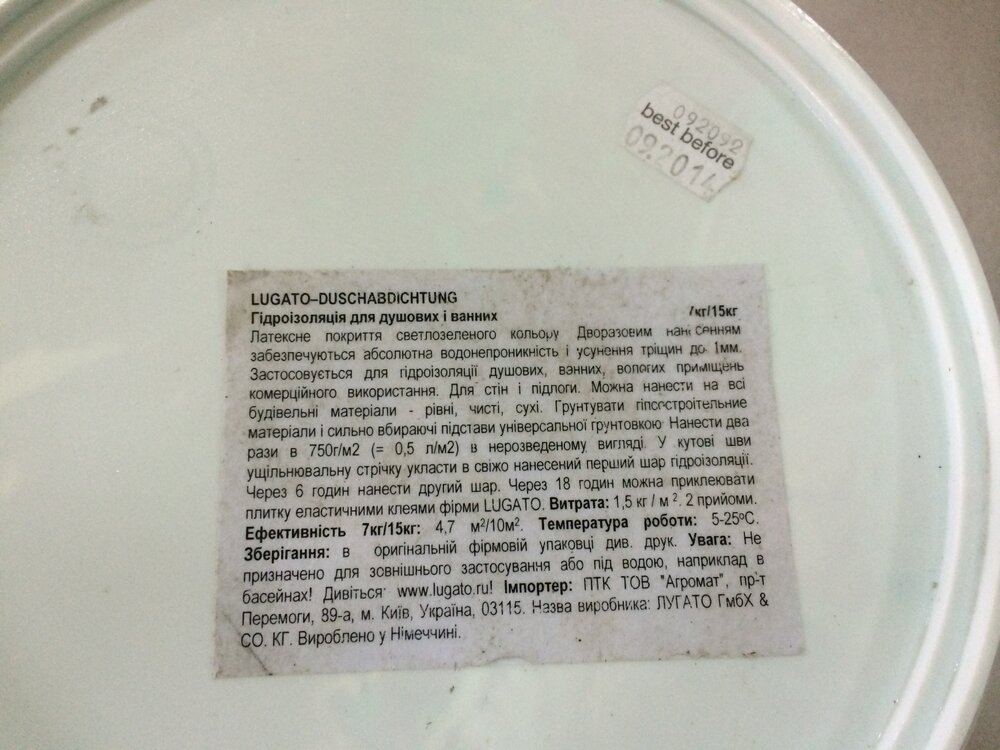 092092
best before
09.2014
LUGATO–DUSCHABDICHTUNG
Гідроізоляція для душових і ванних 7кг/15кг
Латексне покриття светлозеленого кольору Дворазовим нанесенням
забезпечуються абсолютна водонепроникність і усунення тріщин до 1мм.
Застосовується для гідроізоляції душових, ванних, вологих приміщень
комерційного використання. Для стін і підлоги. Можна нанести на всі
будівельні матеріали - рівні, чисті, сухі. Грунтувати гіпсостроітельние
матеріали і сильно вбираючі підстави універсальної грунтовкою Нанести два
рази в 750г/м2 (= 0,5 л/м2) в нерозведеному вигляді. У кутові шви
ущільнювальну стрічку укласти в свіжо нанесений перший шар гідроізоляції.
Через 6 годин нанести другий шар. Через 18 годин можна приклеювати
плитку еластичними клеями фірми LUGATO. Витрата: 1,5 кг / м ². 2 прийоми.
Ефективність 7кг/15кг: 4,7 м²/10м². Температура роботи: 5-25ºС.
Зберігання: в оригінальній фірмовій упаковці див. друк. Увага: Не
призначено для зовнішнього застосування або під водою, наприклад в
басейнах! Дивіться: www.lugato.ru! Імпортер: ПТК ТОВ "Агромат", пр-т
Перемоги, 89-а, м. Київ, Україна, 03115. Назва виробника: ЛУГАТО ГмбХ &
СО. КГ. Вироблено у Німеччині.